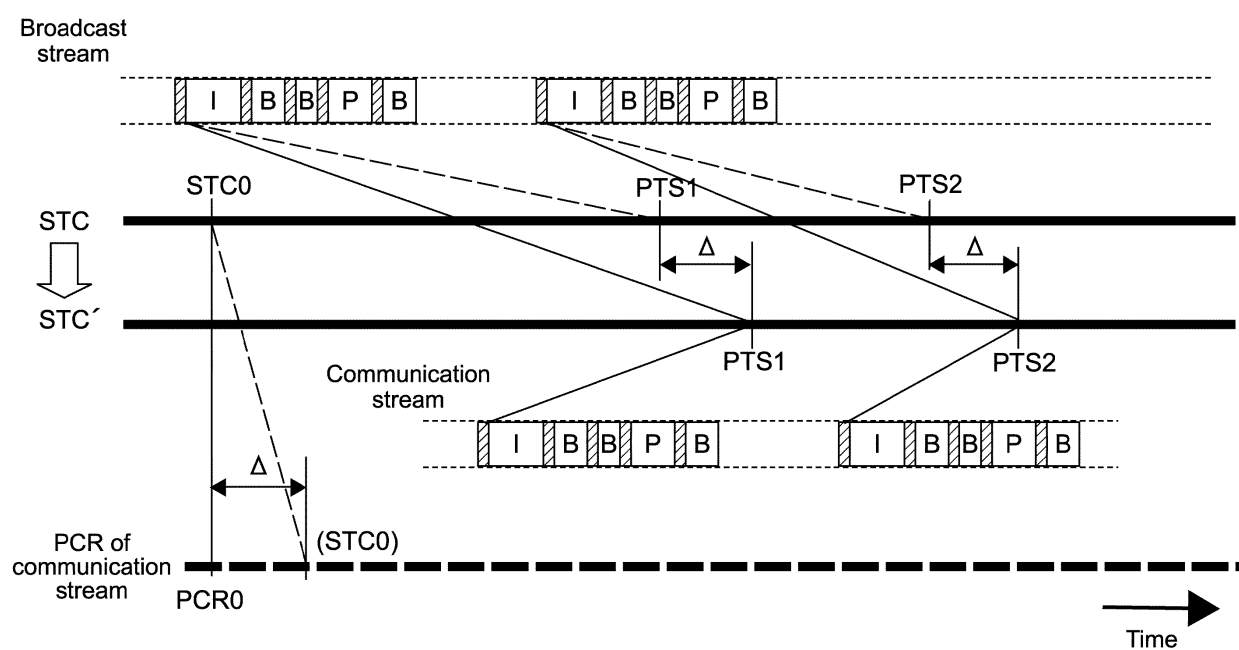 Broadcast
stream
I B B P B I B B P B
STC0 PTS1 PTS2
STC
Δ Δ
STC´
PTS1 PTS2
Communication
stream
I B B P B I B B P B
Δ
(STC0)
PCR of
communication
stream
PCR0
Time